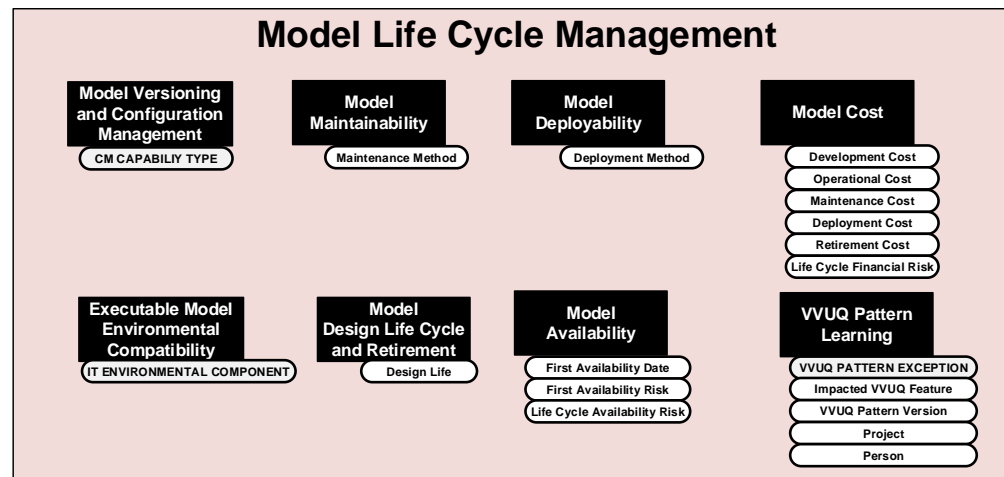 Model Life Cycle Management
Model Versioning
and Configuration
Management
CM CAPABILIY TYPE
Model
Maintainability
Maintenance Method
Model
Deployability
Deployment Method
Model Cost
Development Cost
Operational Cost
Maintenance Cost
Deployment Cost
Retirement Cost
Life Cycle Financial Risk
Executable Model
Environmental
Compatibility
IT ENVIRONMENTAL COMPONENT
Model
Design Life Cycle
and Retirement
Design Life
Model
Availability
First Availability Date
First Availability Risk
Life Cycle Availability Risk
VVUQ Pattern
Learning
VVUQ PATTERN EXCEPTION
Impacted VVUQ Feature
VVUQ Pattern Version
Project
Person